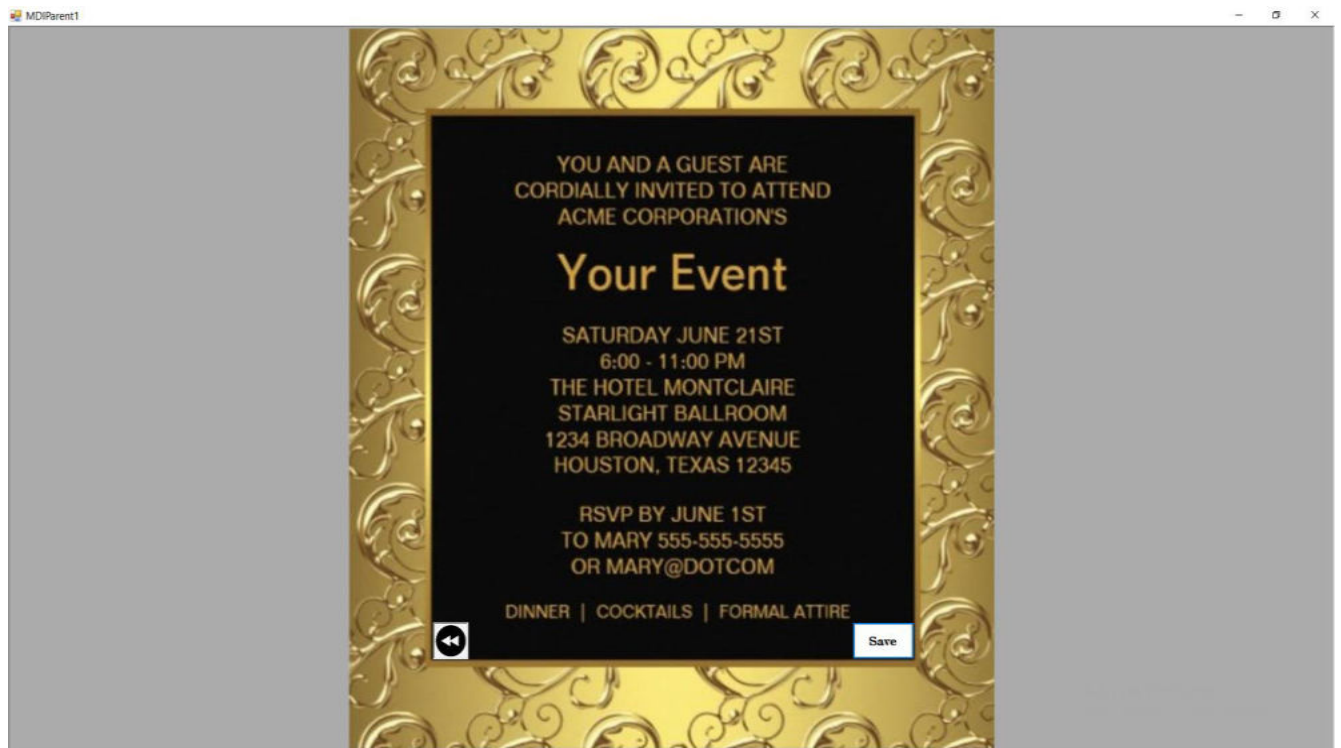 MDIParent1
YOU AND A GUEST ARE
CORDIALLY INVITED TO ATTEND
ACME CORPORATION'S
Your Event
SATURDAY JUNE 21ST
6:00 - 11:00 PM
THE HOTEL MONTCLAIRE
STARLIGHT BALLROOM
1234 BROADWAY AVENUE
HOUSTON, TEXAS 12345
RSVP BY JUNE 1ST
TO MARY 555-555-5555
OR MARY@DOTCOM
DINNER | COCKTAILS | FORMAL ATTIRE
Save